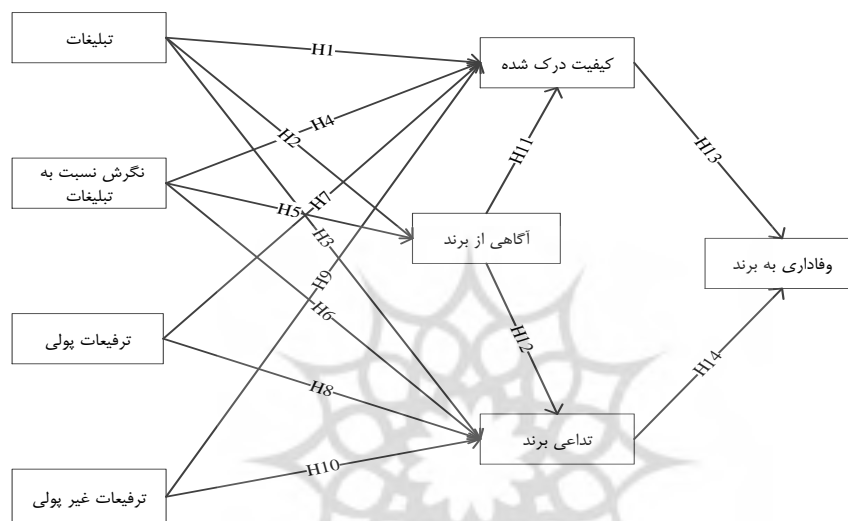 تبلیغات
کیفیت درک شده
H1
H2
H4
H11
H13
نگرش نسبت به
تبلیغات
H5
H7
H3
آگاهی از برند
وفاداری به برند
H9
H6
ترفیعات پولی
H12
H14
H8
تداعی برند
H10
ترفیعات غیر پولی